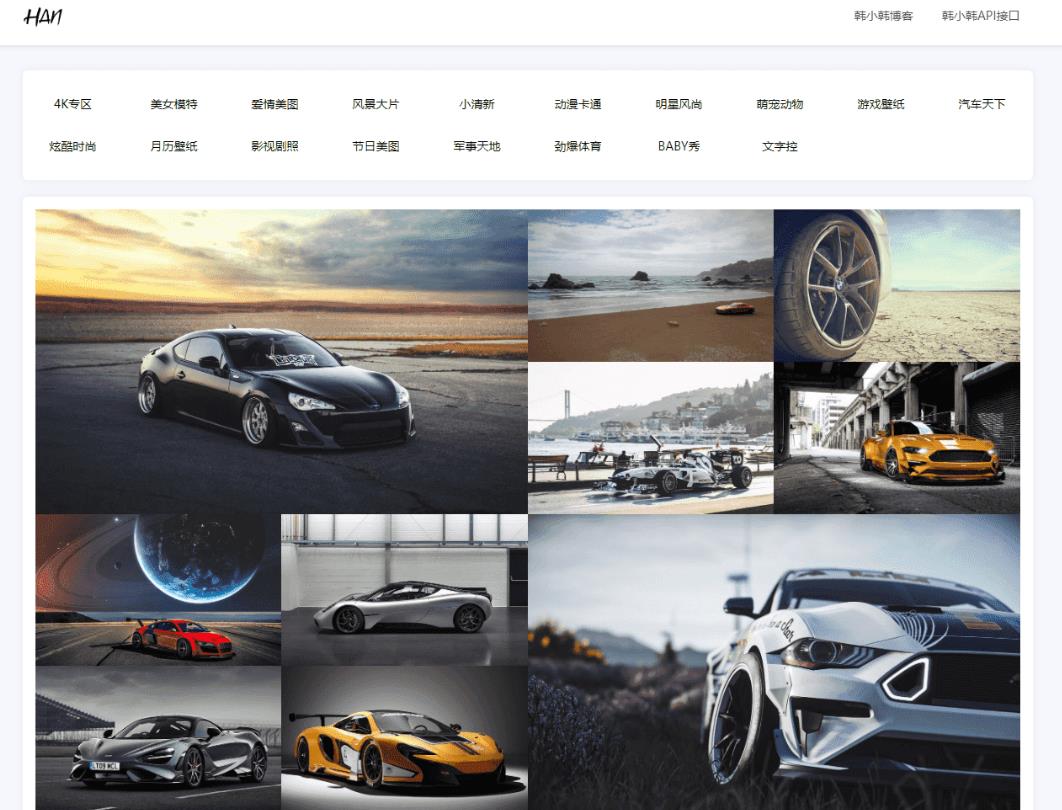 HAN
韩小韩博客 韩小韩API接口
4K专区 美女模特 爱情美图 风景大片 小清新 动漫卡通 明星风尚 萌宠动物 游戏壁纸 汽车天下
炫酷时尚 月历壁纸 影视剧照 节日美图 军事天地 劲爆体育 BABY秀 文字控
LT09 MCL